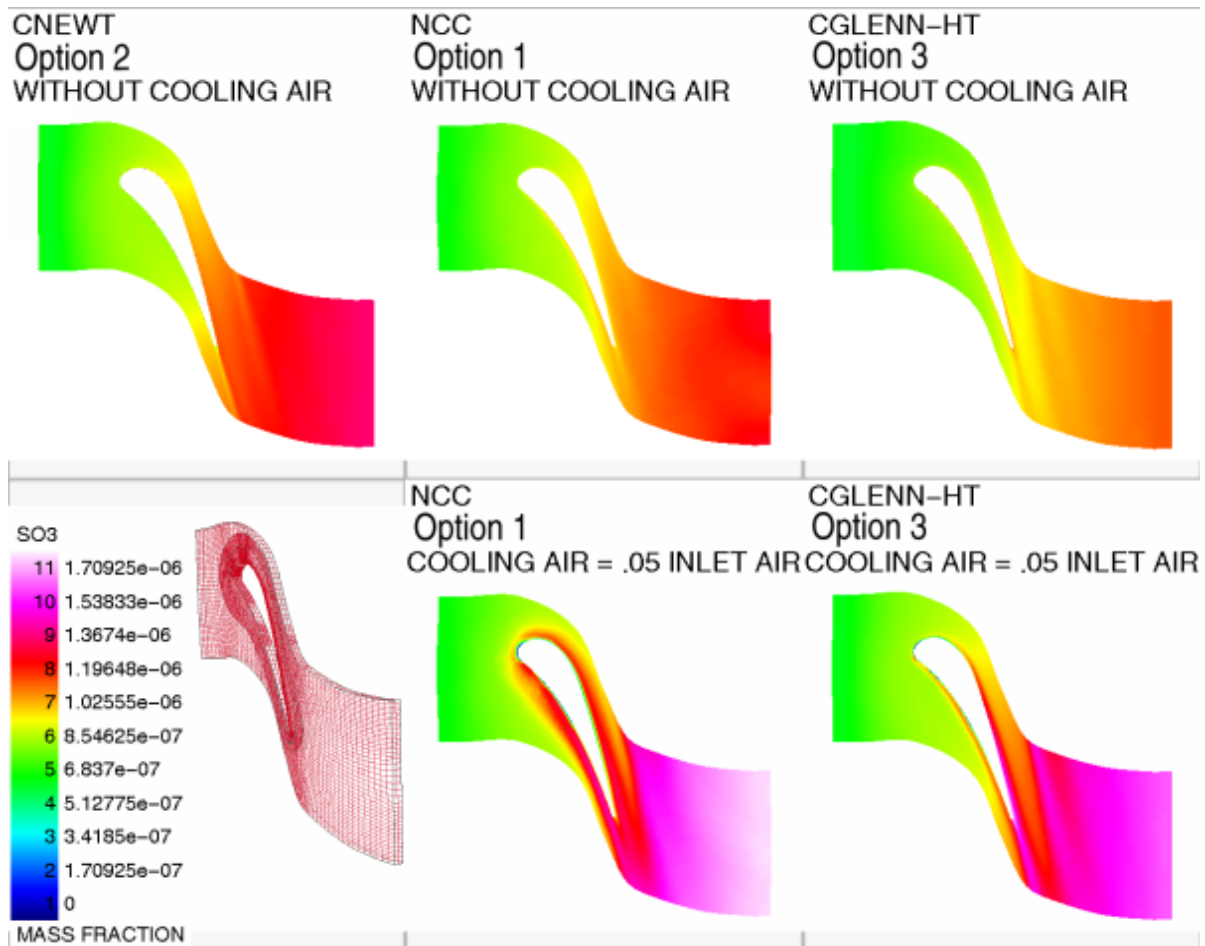 CNEWT
Option 2
WITHOUT COOLING AIR
NCC
Option 1
WITHOUT COOLING AIR
CGLENN-HT
Option 3
WITHOUT COOLING AIR
SO3
11 1.70925e-06
10 1.53833e-06
9 1.3674e-06
8 1.19648e-06
7 1.02555e-06
6 8.54625e-07
5 6.837e-07
4 5.12775e-07
3 3.4185e-07
2 1.70925e-07
1 0
MASS FRACTION
NCC
Option 1
COOLING AIR = .05 INLET AIR
CGLENN-HT
Option 3
COOLING AIR = .05 INLET AIR